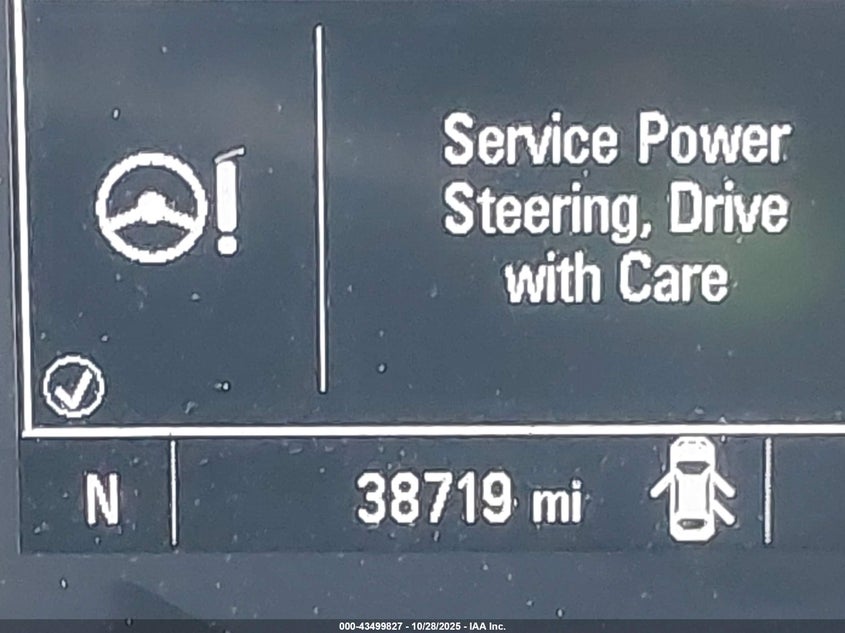 Service Power
Steering, Drive
with Care
N
38719 mi
000-43499827 - 10/28/2025 - IAA Inc.